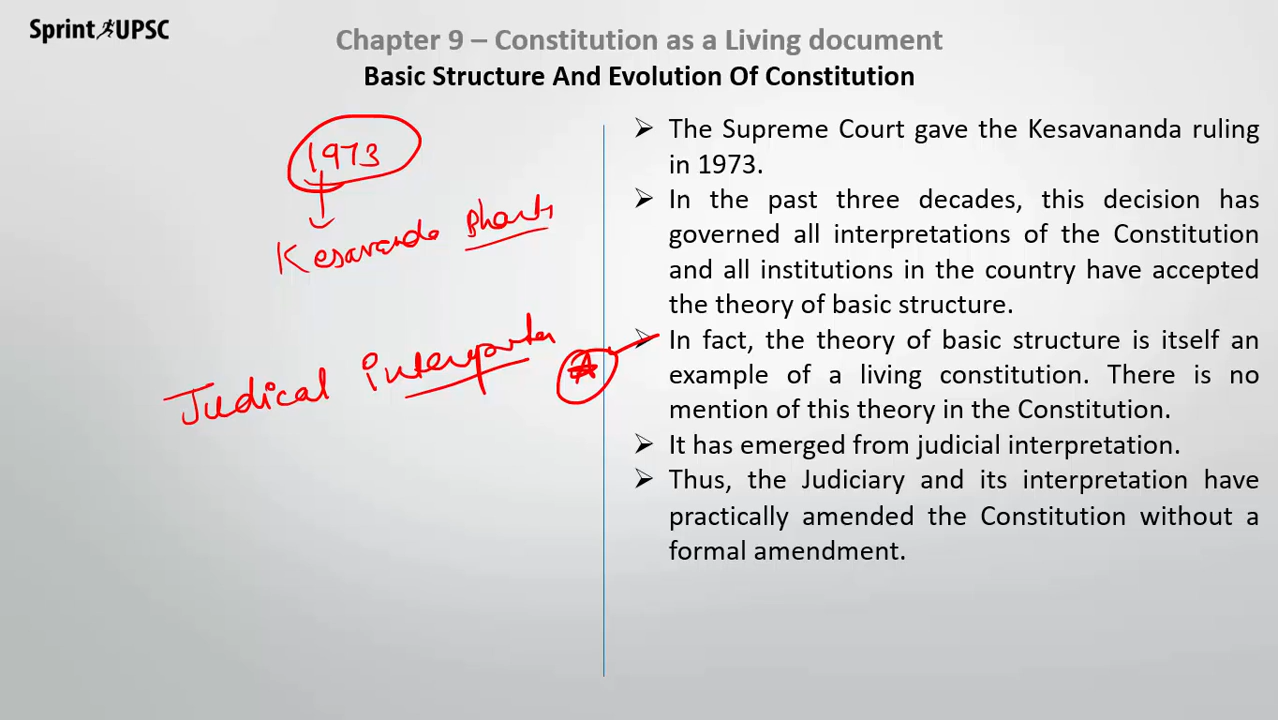 Sprint UPSC
Chapter 9 – Constitution as a Living document
Basic Structure And Evolution Of Constitution
1973
Kesavanda Bharti
Judical
➢ The Supreme Court gave the Kesavananda ruling
in 1973.
➢ In the past three decades, this decision has
governed all interpretations of the Constitution
and all institutions in the country have accepted
the theory of basic structure.
➢ In fact, the theory of basic structure is itself an
example of a living constitution. There is no
mention of this theory in the Constitution.
➢ It has emerged from judicial interpretation.
➢ Thus, the Judiciary and its interpretation have
practically amended the Constitution without a
formal amendment.